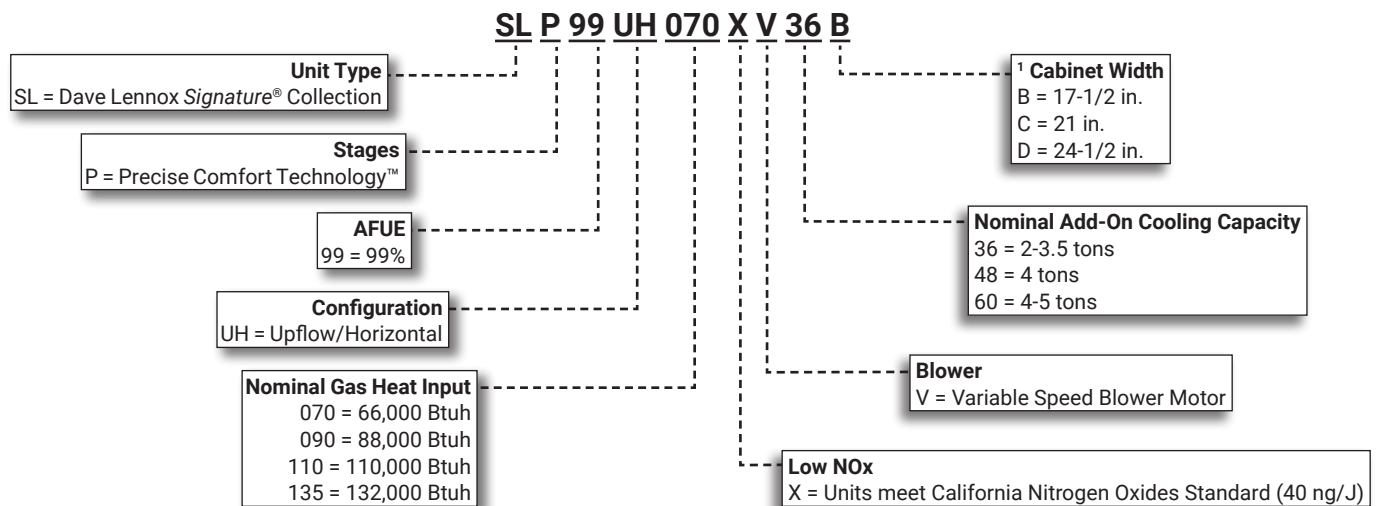 SL P 99 UH 070 X V 36 B
Unit Type
SL = Dave Lennox Signature® Collection
Stages
P = Precise Comfort Technology™
AFUE
99 = 99%
Configuration
UH = Upflow/Horizontal
Nominal Gas Heat Input
070 = 66,000 Btuh
090 = 88,000 Btuh
110 = 110,000 Btuh
135 = 132,000 Btuh
¹ Cabinet Width
B = 17-1/2 in.
C = 21 in.
D = 24-1/2 in.
Nominal Add-On Cooling Capacity
36 = 2-3.5 tons
48 = 4 tons
60 = 4-5 tons
Blower
V = Variable Speed Blower Motor
Low NOx
X = Units meet California Nitrogen Oxides Standard (40 ng/J)